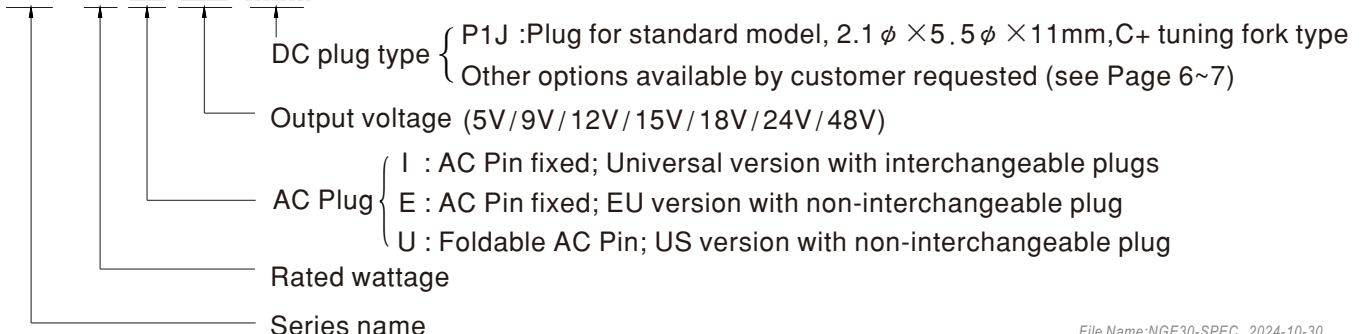 DC plug type
P1J :Plug for standard model, 2.1φ×5.5φ×11mm,C+ tuning fork type
Other options available by customer requested (see Page 6~7)
Output voltage (5V/9V/12V/15V/18V/24V/48V)
AC Plug
I : AC Pin fixed; Universal version with interchangeable plugs
E : AC Pin fixed; EU version with non-interchangeable plug
U : Foldable AC Pin; US version with non-interchangeable plug
Rated wattage
Series name
File Name:NGE30-SPEC 2024-10-30